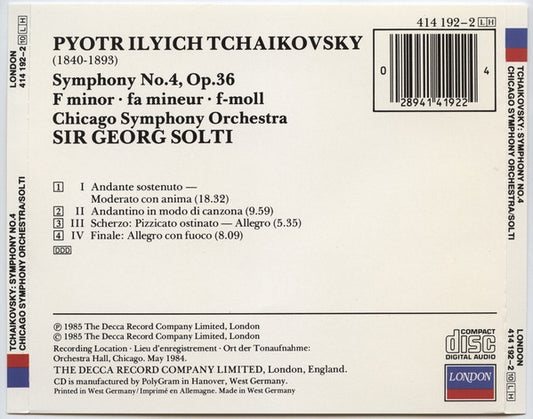 414 192-2 LH
PYOTR ILYICH TCHAIKOVSKY
(1840-1893)
Symphony No.4, Op.36
F minor · fa mineur · f-moll
Chicago Symphony Orchestra
SIR GEORG SOLTI
0 28941 41922 4
1 I Andante sostenuto —
Moderato con anima (18.32)
2 II Andantino in modo di canzona (9.59)
3 III Scherzo: Pizzicato ostinato — Allegro (5.35)
4 IV Finale: Allegro con fuoco (8.09)
DDD
℗ 1985 The Decca Record Company Limited, London
© 1985 The Decca Record Company Limited, London
Recording Location · Lieu d'enregistrement · Ort der Tonaufnahme:
Orchestra Hall, Chicago. May 1984.
THE DECCA RECORD COMPANY LIMITED, London, England.
CD is manufactured by PolyGram in Hanover, West Germany.
Printed in West Germany/Imprimé en Allemagne. Made in West Germany.
COMPACT
disc
DIGITAL AUDIO
LONDON
LONDON
414 192-2 LH
TCHAIKOVSKY: SYMPHONY NO.4
CHICAGO SYMPHONY ORCHESTRA/SOLTI
TCHAIKOVSKY: SYMPHONY NO.4
CHICAGO SYMPHONY ORCHESTRA/SOLTI
LONDON
414 192-2 LH